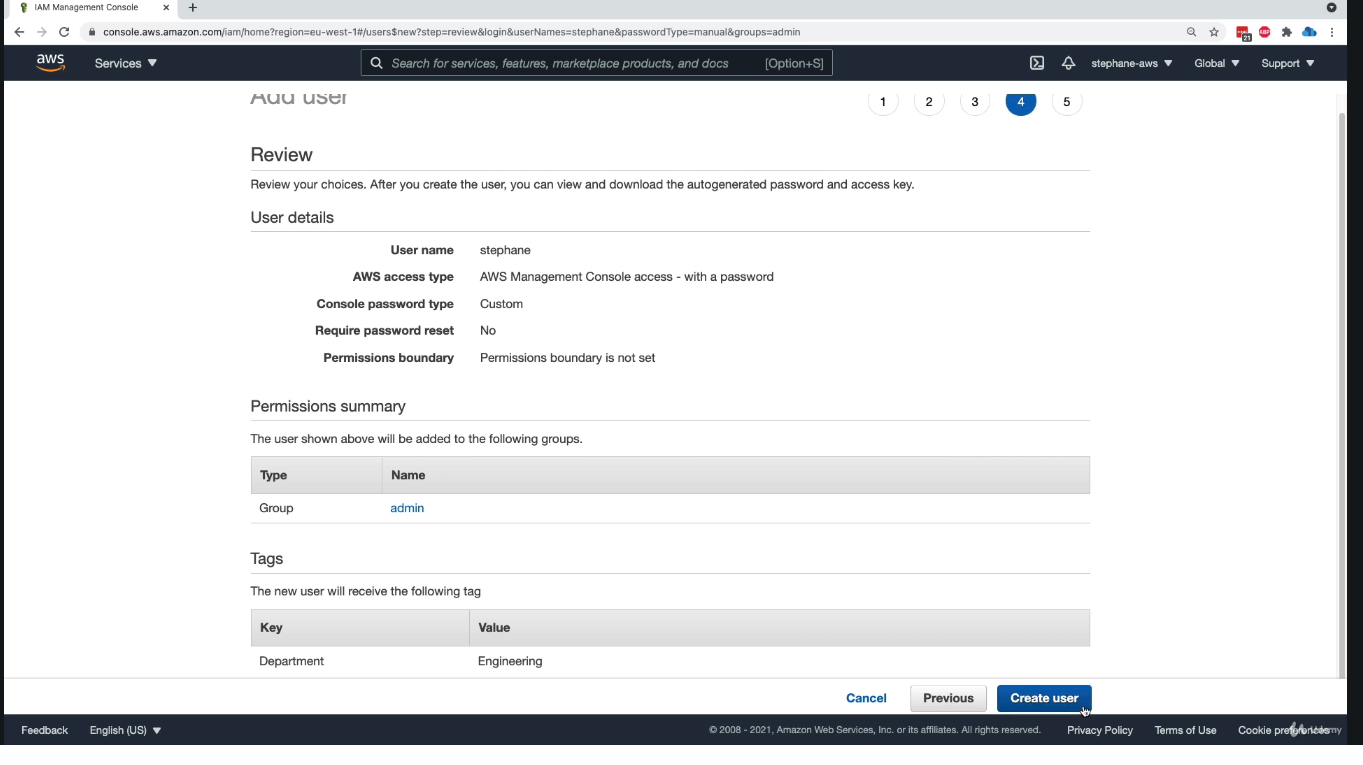 IAM Management Console
console.aws.amazon.com/iam/home?region=eu-west-1#/users$new?step=review&login&userNames=stephane&passwordType=manual&groups=admin
21
ABP
aws
Services
Search for services, features, marketplace products, and docs
[Option+S]
stephane-aws
Global
Support
Add user
1
2
3
4
5
Review
Review your choices. After you create the user, you can view and download the autogenerated password and access key.
User details
User name stephane
AWS access type AWS Management Console access - with a password
Console password type Custom
Require password reset No
Permissions boundary Permissions boundary is not set
Permissions summary
The user shown above will be added to the following groups.
Type Name
Group admin
Tags
The new user will receive the following tag
Key Value
Department Engineering
Cancel
Previous
Create user
Feedback
English (US)
© 2008 - 2021, Amazon Web Services, Inc. or its affiliates. All rights reserved.
Privacy Policy
Terms of Use
Cookie preferences
Udemy